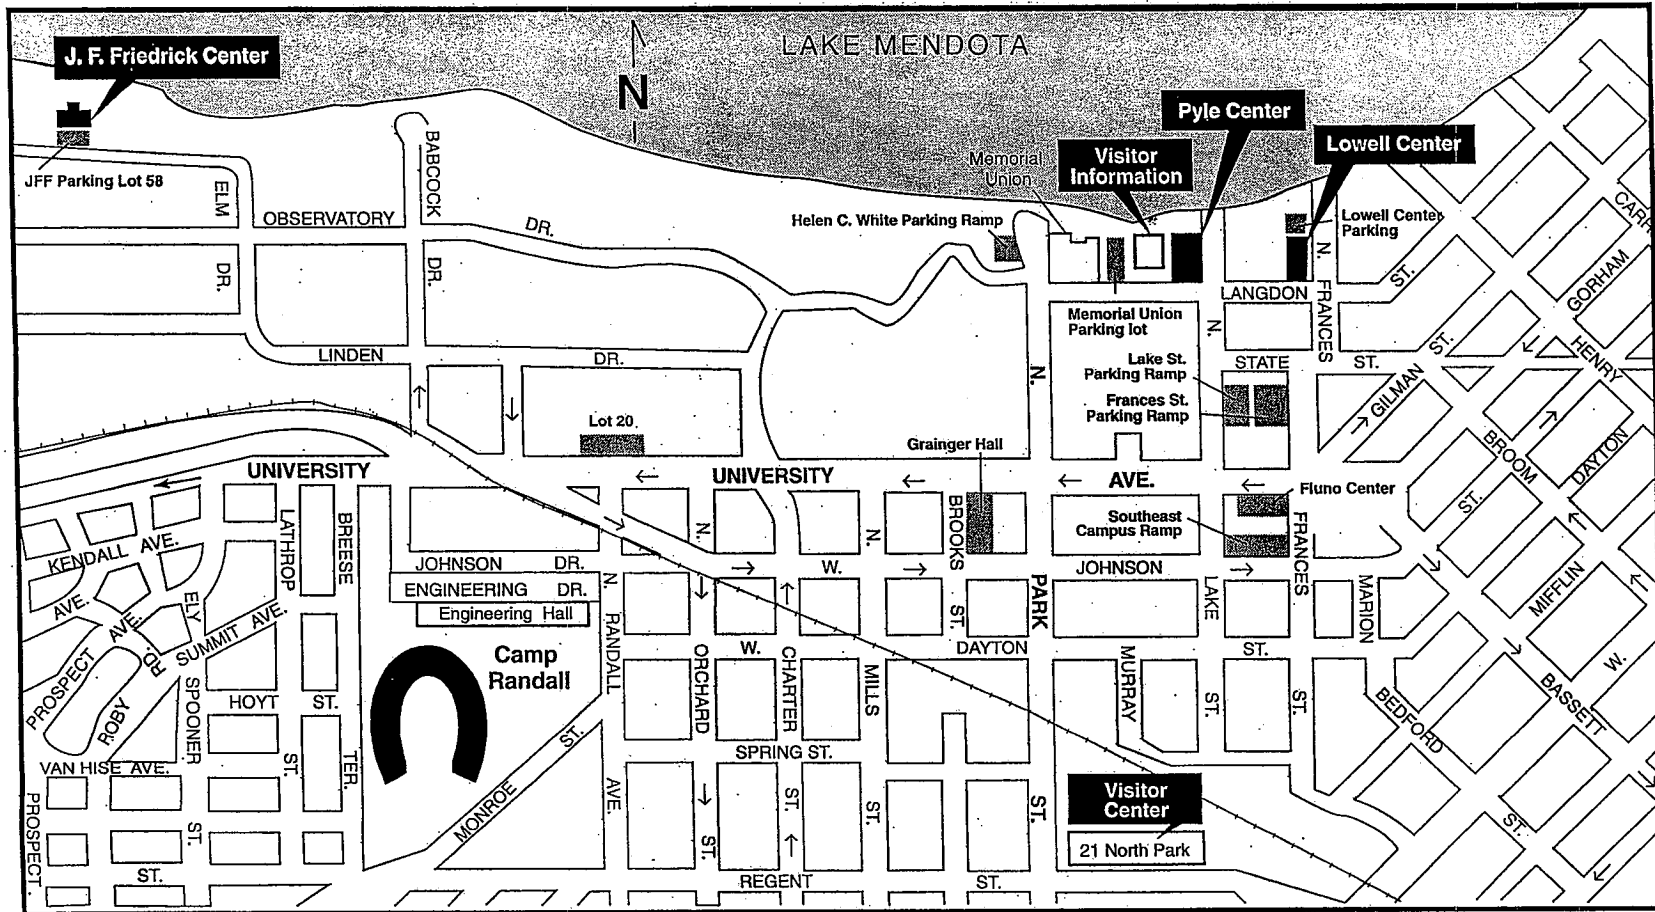 LAKE MENDOTA
J. F. Friedrick Center
N
Pyle Center
Lowell Center
Visitor
Information
Memorial
Union
JFF Parking Lot 58
ELM
DR.
BABCOCK
DR.
OBSERVATORY
DR.
Helen C. White Parking Ramp
Lowell Center
Parking
CARR
GORHAM
ST.
HENRY
LANGDON
N. FRANCES
N.
Memorial Union
Parking lot
Lake St.
Parking Ramp
Frances St.
Parking Ramp
STATE
ST.
GILMAN
ST.
LINDEN
DR.
N.
Lot 20
Grainger Hall
BROOM
ST.
DAYTON
UNIVERSITY
UNIVERSITY
AVE.
Fluno Center
Southeast
Campus Ramp
LATHROP
ST.
BREESE
TER.
KENDALL AVE.
AVE.
AVE.
ELY
RD.
SUMMIT AVE.
PROSPECT
ROBY
SPOONER
ST.
HOYT
ST.
VAN HISE AVE.
PROSPECT
ST.
JOHNSON
DR.
ENGINEERING
DR.
Engineering Hall
Camp
Randall
MONROE
ST.
N. RANDALL
AVE.
N.
ORCHARD
ST.
CHARTER
ST.
N.
MILLS
ST.
BROOKS
ST.
PARK
ST.
W.
JOHNSON
W.
DAYTON
ST.
LAKE
ST.
FRANCES
ST.
MARION
MURRAY
MIFFLIN
W.
BASSETT
ST.
BEDFORD
SPRING ST.
Visitor
Center
21 North Park
REGENT
ST.